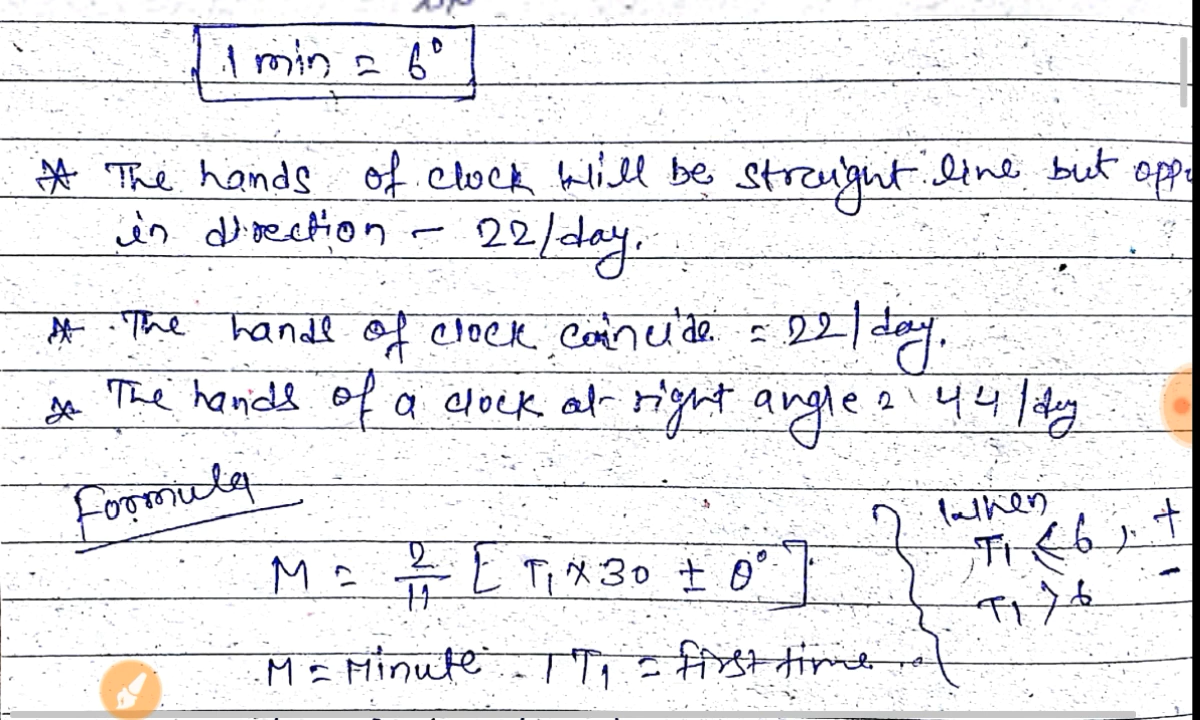 1 min = 6°
* The hands of clock will be straight line but opp
in direction - 22/day.
* The hands of clock coincide = 22/day.
* The hands of a clock at right angle = 44/day
Formula
M = 2/11 [ T₁ × 30 ± θ° ]
When
T₁ ≤ 6, +
T₁ > 6 -
M = Minute, T₁ = first time